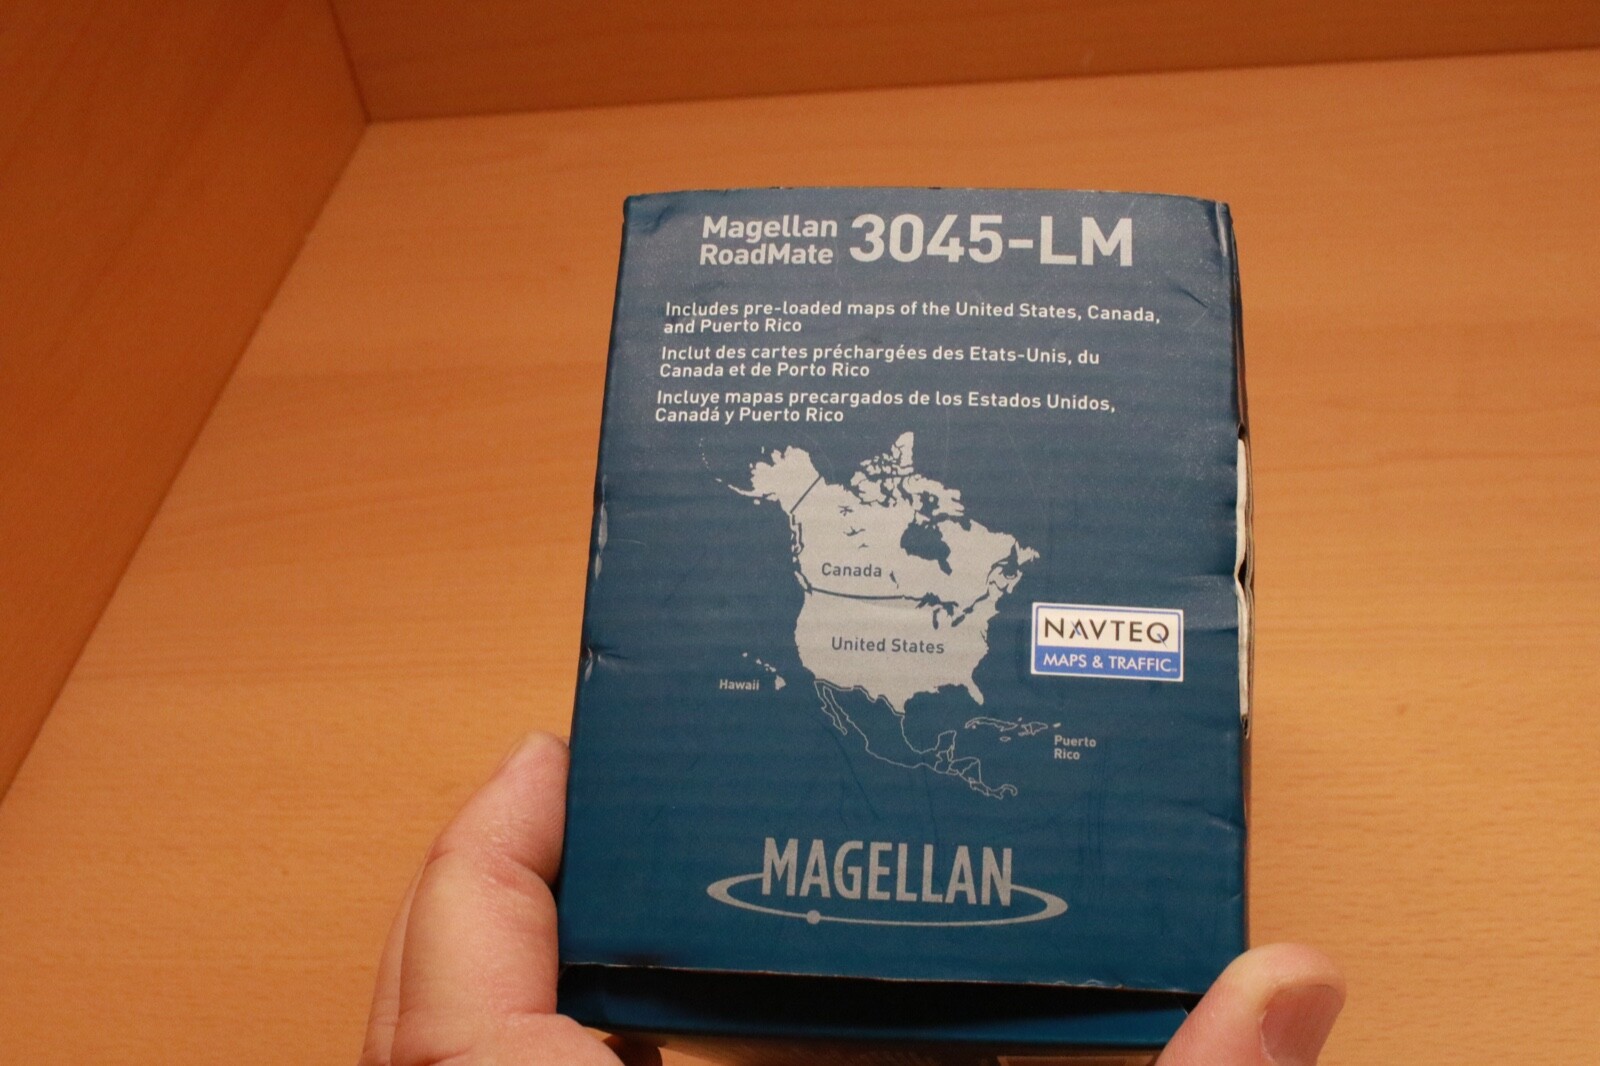 Magellan
RoadMate
3045-LM
Includes pre-loaded maps of the United States, Canada,
and Puerto Rico
Inclut des cartes préchargées des Etats-Unis, du
Canada et de Porto Rico
Incluye mapas precargados de los Estados Unidos,
Canadá y Puerto Rico
Canada
United States
Hawaii
Puerto
Rico
NAVTEQ
MAPS & TRAFFIC
MAGELLAN